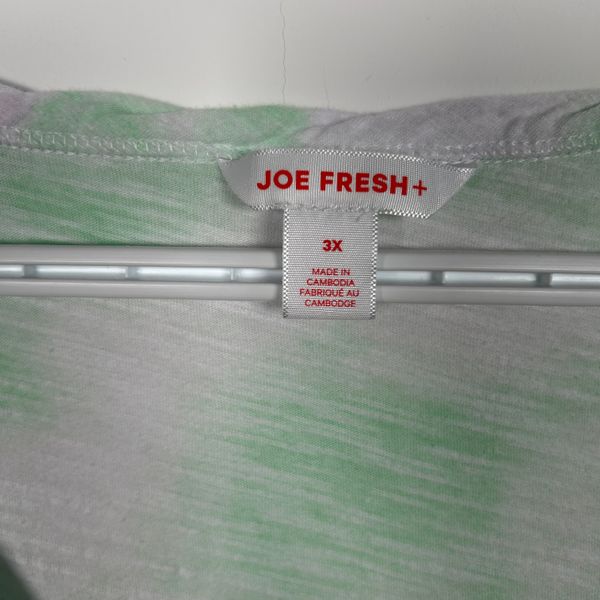 JOE FRESH+
3X
MADE IN
CAMBODIA
FABRIQUÉ AU
CAMBODGE